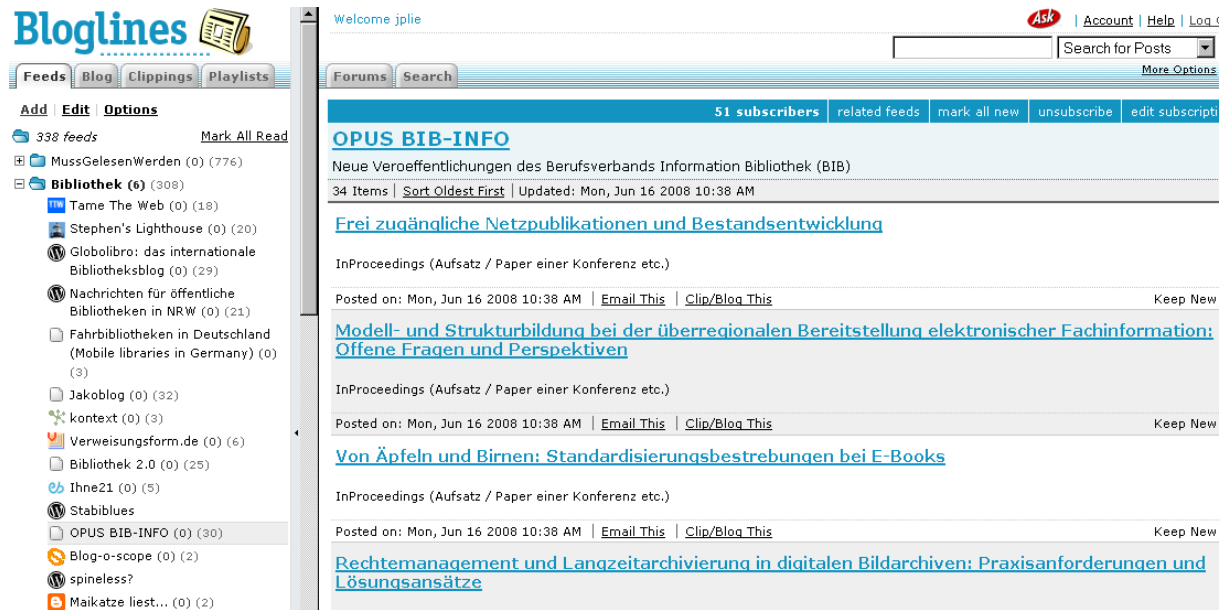 Bloglines
Feeds Blog Clippings Playlists
Add | Edit | Options
338 feeds Mark All Read
MussGelesenWerden (0) (776)
Bibliothek (6) (308)
Tame The Web (0) (18)
Stephen's Lighthouse (0) (20)
Globolibro: das internationale
Bibliotheksblog (0) (29)
Nachrichten für öffentliche
Bibliotheken in NRW (0) (21)
Fahrbibliotheken in Deutschland
(Mobile libraries in Germany) (0)
(3)
Jakoblog (0) (32)
kontext (0) (3)
Verweisungsform.de (0) (6)
Bibliothek 2.0 (0) (25)
Ihne21 (0) (5)
Stabiblues
OPUS BIB-INFO (0) (30)
Blog-o-scope (0) (2)
spineless?
Maikatze liest... (0) (2)
Welcome jplie
Ask | Account | Help | Log
Search for Posts
More Options
Forums Search
51 subscribers | related feeds | mark all new | unsubscribe | edit subscripti
OPUS BIB-INFO
Neue Veroeffentlichungen des Berufsverbands Information Bibliothek (BIB)
34 Items | Sort Oldest First | Updated: Mon, Jun 16 2008 10:38 AM
Frei zugängliche Netzpublikationen und Bestandsentwicklung
InProceedings (Aufsatz / Paper einer Konferenz etc.)
Posted on: Mon, Jun 16 2008 10:38 AM | Email This | Clip/Blog This Keep New
Modell- und Strukturbildung bei der überregionalen Bereitstellung elektronischer Fachinformation:
Offene Fragen und Perspektiven
InProceedings (Aufsatz / Paper einer Konferenz etc.)
Posted on: Mon, Jun 16 2008 10:38 AM | Email This | Clip/Blog This Keep New
Von Äpfeln und Birnen: Standardisierungsbestrebungen bei E-Books
InProceedings (Aufsatz / Paper einer Konferenz etc.)
Posted on: Mon, Jun 16 2008 10:38 AM | Email This | Clip/Blog This Keep New
Rechtemanagement und Langzeitarchivierung in digitalen Bildarchiven: Praxisanforderungen und
Lösungsansätze